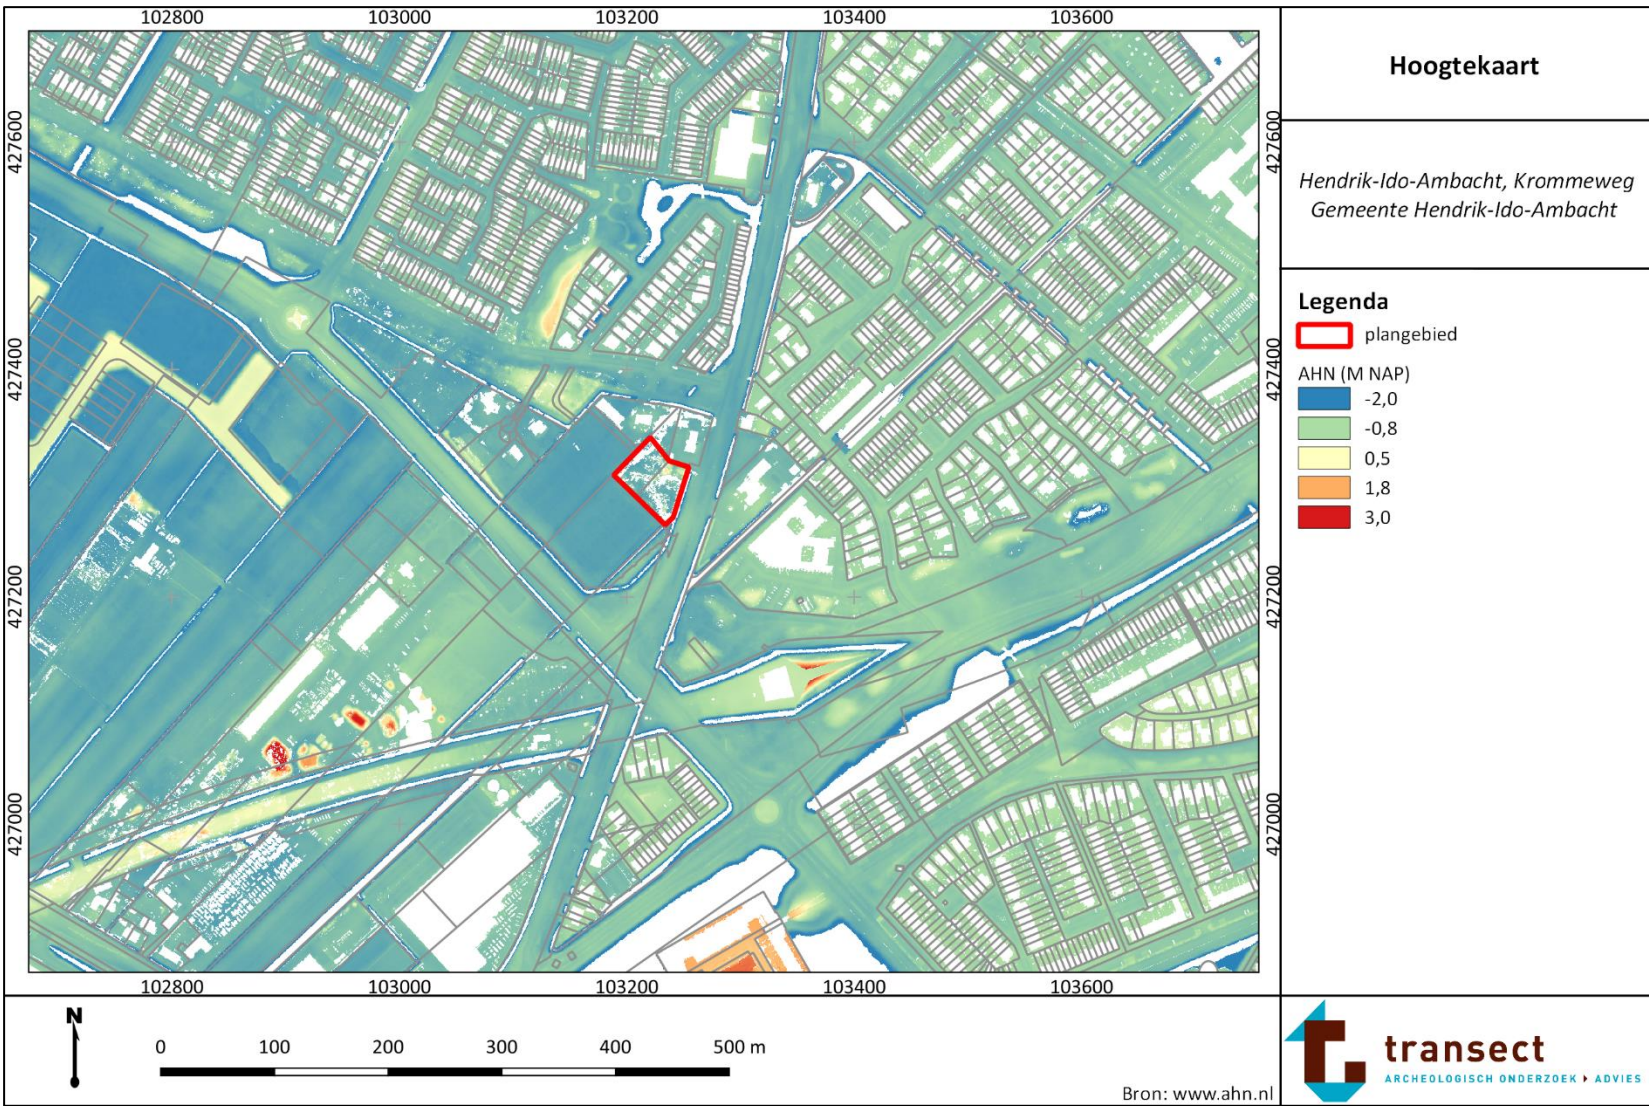 102800 103000 103200 103400 103600
Hoogtekaart
Hendrik-Ido-Ambacht, Krommeweg
Gemeente Hendrik-Ido-Ambacht
Legenda
plangebied
AHN (M NAP)
-2,0
-0,8
0,5
1,8
3,0
427600
427400
427200
427000
427600
427400
427200
427000
102800 103000 103200 103400 103600
N
0 100 200 300 400 500 m
Bron: www.ahn.nl
transect
ARCHEOLOGISCH ONDERZOEK ▸ ADVIES